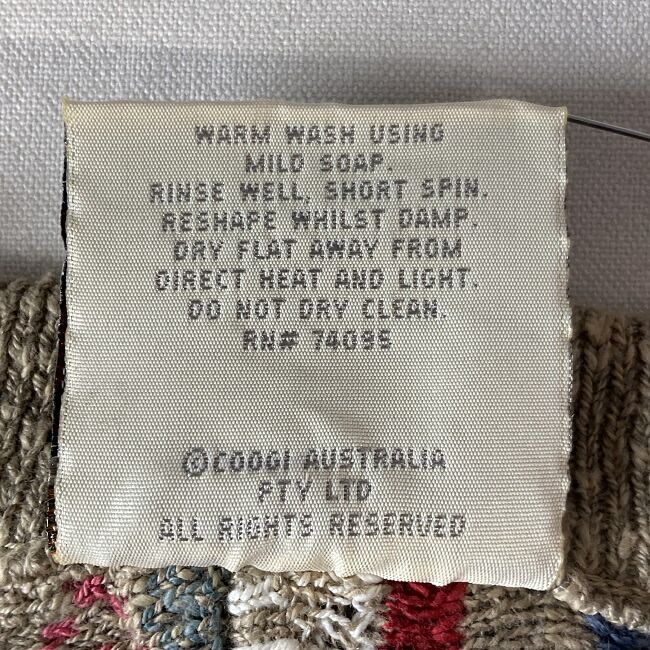 WARM WASH USING
MILD SOAP.
RINSE WELL, SHORT SPIN.
RESHAPE WHILST DAMP.
DRY FLAT AWAY FROM
DIRECT HEAT AND LIGHT.
DO NOT DRY CLEAN.
RN# 74095
©COOGI AUSTRALIA
PTY LTD
ALL RIGHTS RESERVED